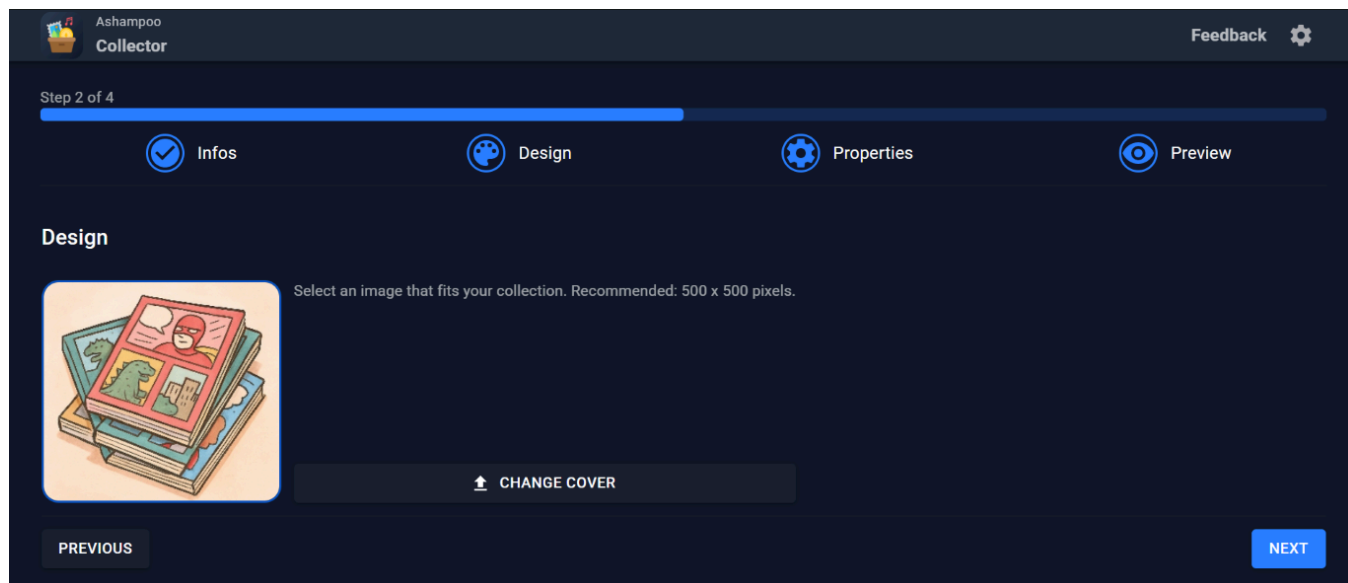 Ashampoo
Collector
Feedback
Step 2 of 4
Infos
Design
Properties
Preview
Design
Select an image that fits your collection. Recommended: 500 x 500 pixels.
CHANGE COVER
PREVIOUS
NEXT